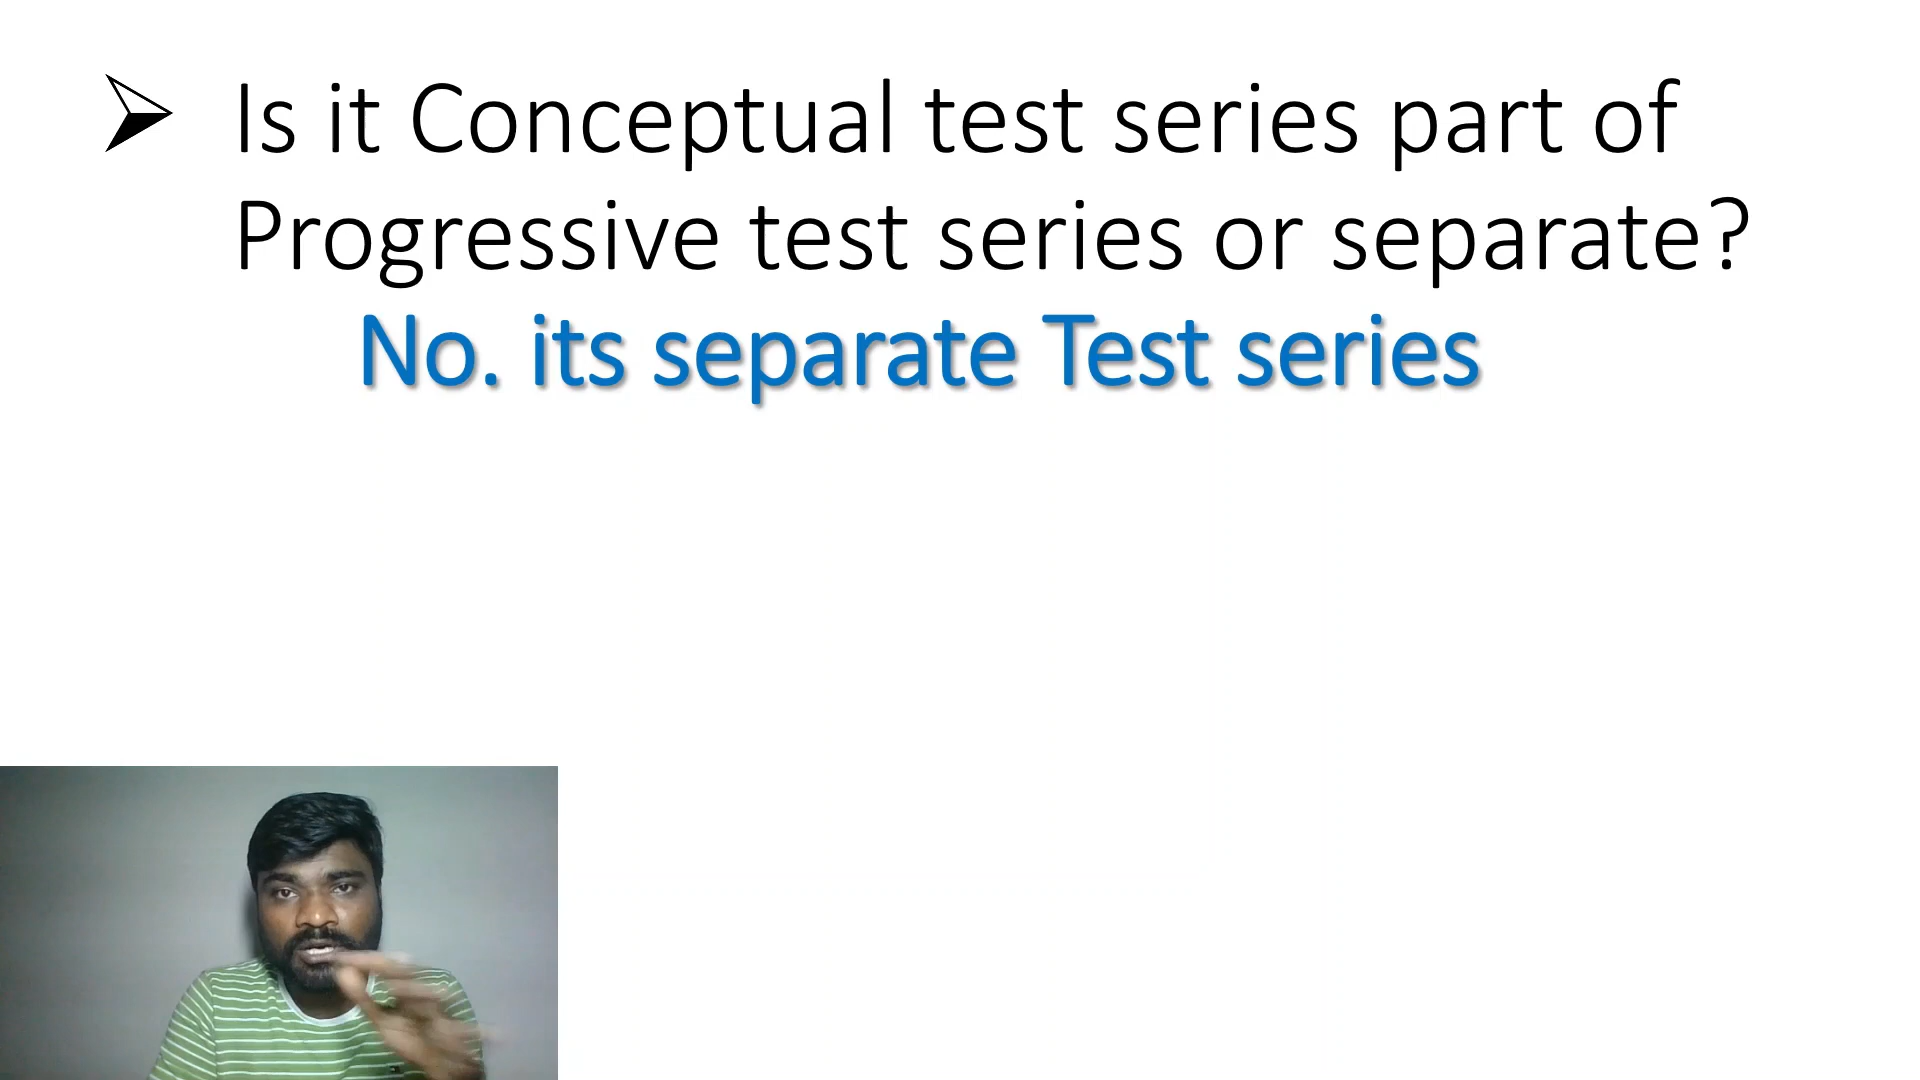 Is it Conceptual test series part of
Progressive test series or separate?
No. its separate Test series